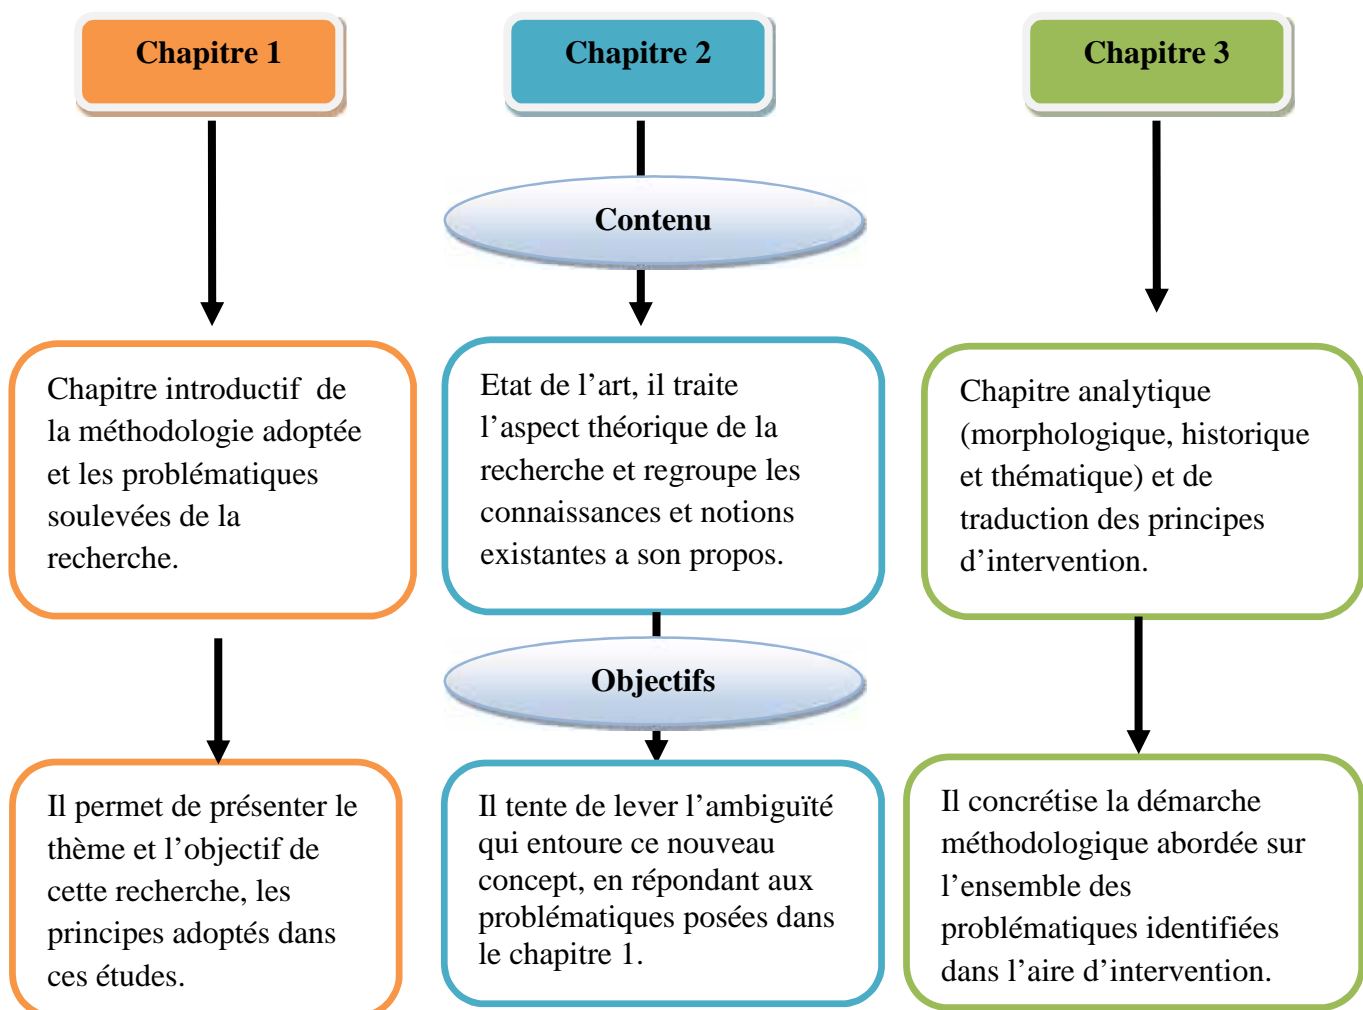 Chapitre 1
Chapitre 2
Chapitre 3
Contenu
Chapitre introductif de
la méthodologie adoptée
et les problématiques
soulevées de la
recherche.
Etat de l’art, il traite
l’aspect théorique de la
recherche et regroupe les
connaissances et notions
existantes a son propos.
Chapitre analytique
(morphologique, historique
et thématique) et de
traduction des principes
d’intervention.
Objectifs
Il permet de présenter le
thème et l’objectif de
cette recherche, les
principes adoptés dans
ces études.
Il tente de lever l’ambiguïté
qui entoure ce nouveau
concept, en répondant aux
problématiques posées dans
le chapitre 1.
Il concrétise la démarche
méthodologique abordée sur
l’ensemble des
problématiques identifiées
dans l’aire d’intervention.